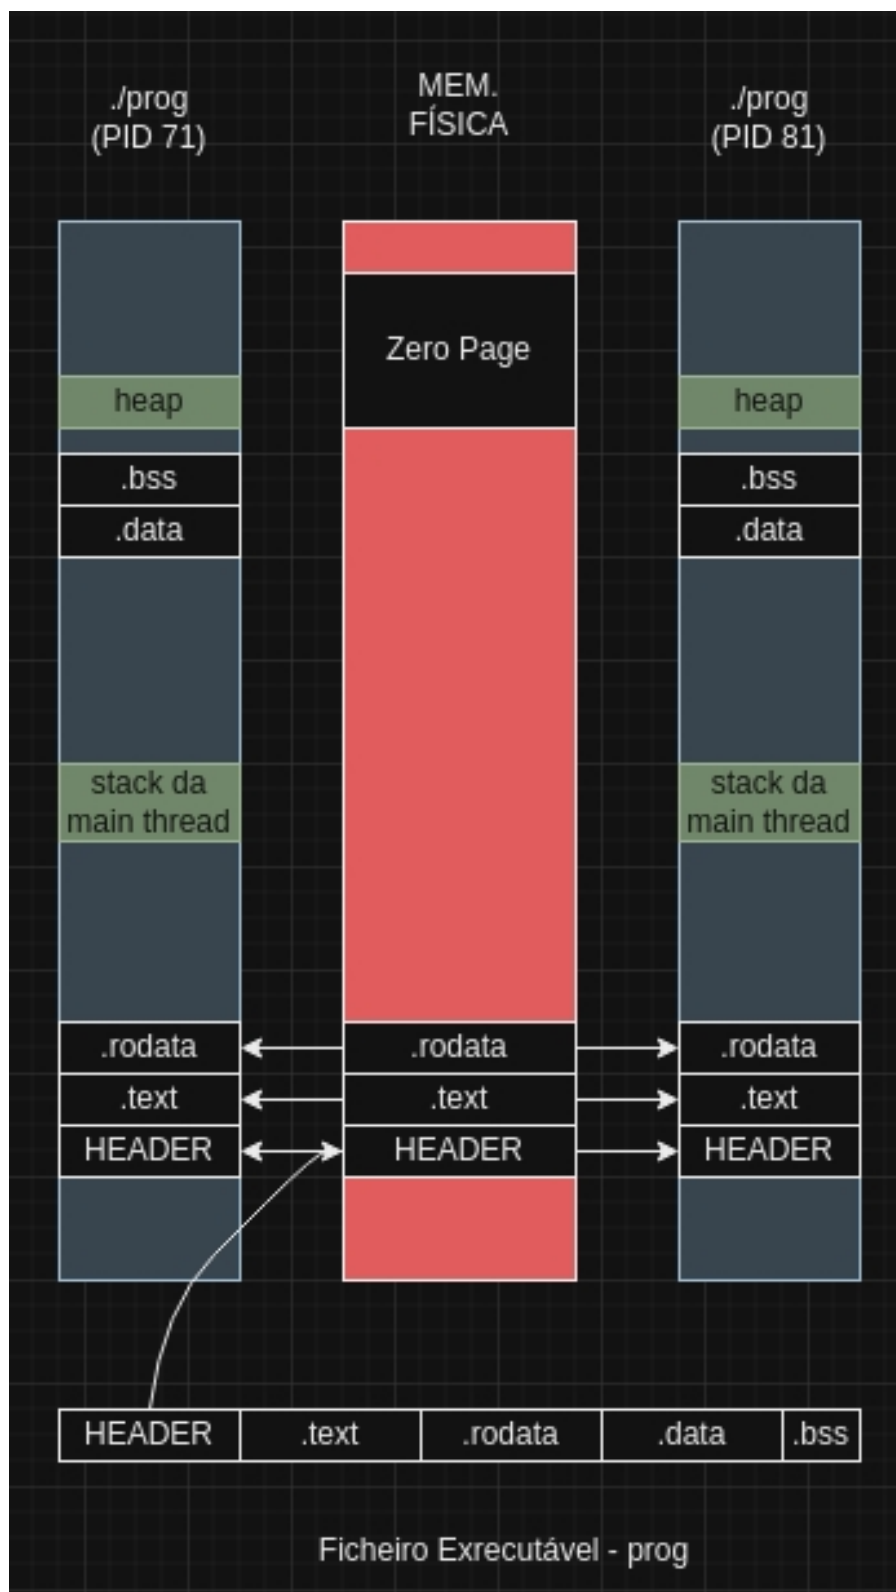 ./prog
(PID 71)
MEM.
FÍSICA
./prog
(PID 81)
Zero Page
heap
heap
.bss
.bss
.data
.data
stack da
main thread
stack da
main thread
.rodata
.rodata
.rodata
.text
.text
.text
HEADER
HEADER
HEADER
HEADER
.text
.rodata
.data
.bss
Ficheiro Exrecutável - prog